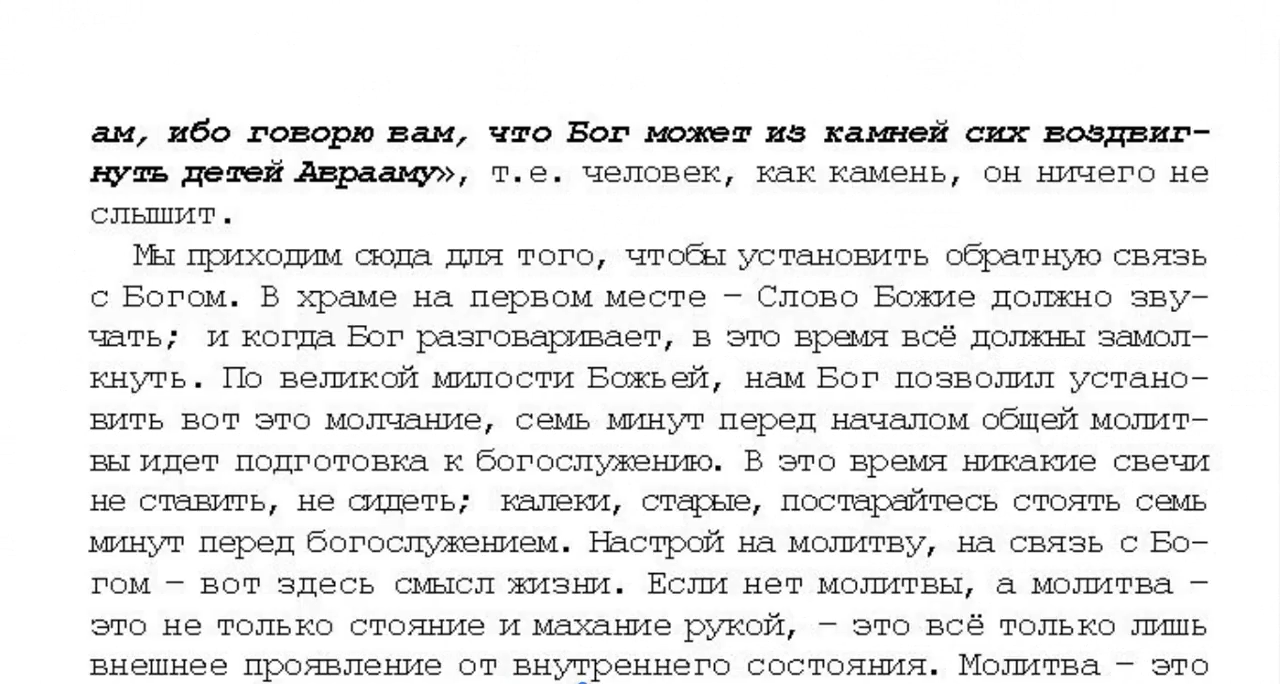 ам, ибо говорю вам, что Бог может из камней сих воздвиг-
нуть детей Аврааму», т.е. человек, как камень, он ничего не
слышит.
Мы приходим сюда для того, чтобы установить обратную связь
с Богом. В храме на первом месте – Слово Божие должно зву-
чать; и когда Бог разговаривает, в это время всё должны замол-
кнуть. По великой милости Божьей, нам Бог позволил устано-
вить вот это молчание, семь минут перед началом общей молит-
вы идет подготовка к богослужению. В это время никакие свечи
не ставить, не сидеть; калеки, старые, постарайтесь стоять семь
минут перед богослужением. Настрой на молитву, на связь с Бо-
гом – вот здесь смысл жизни. Если нет молитвы, а молитва –
это не только стояние и махание рукой, – это всё только лишь
внешнее проявление от внутреннего состояния. Молитва – это